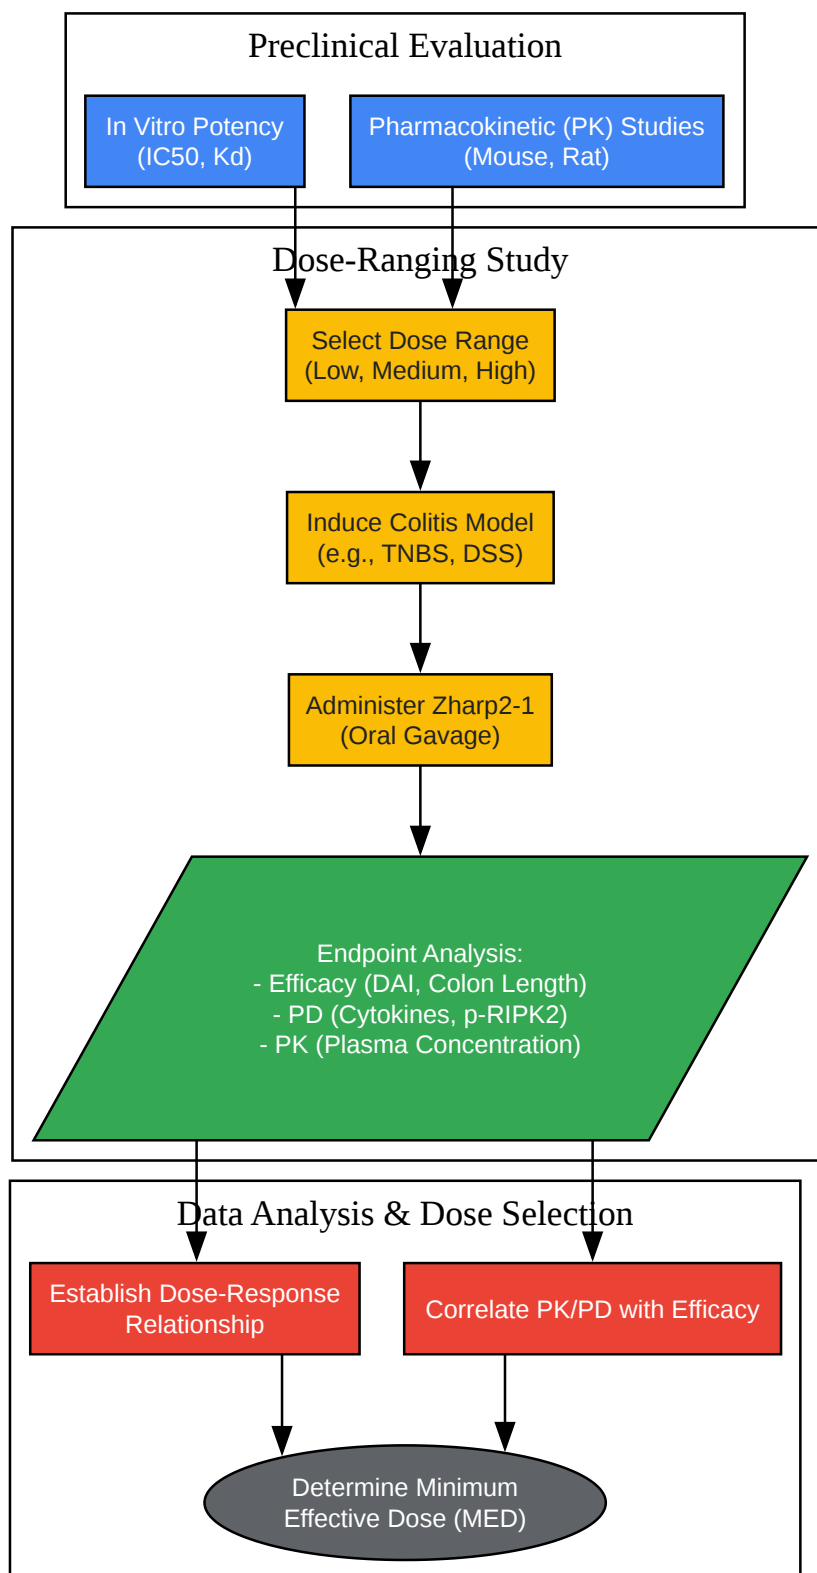 Preclinical Evaluation
In Vitro Potency
(IC50, Kd)
Pharmacokinetic (PK) Studies
(Mouse, Rat)
Dose-Ranging Study
Select Dose Range
(Low, Medium, High)
Induce Colitis Model
(e.g., TNBS, DSS)
Administer Zharp2-1
(Oral Gavage)
Endpoint Analysis:
- Efficacy (DAI, Colon Length)
- PD (Cytokines, p-RIPK2)
- PK (Plasma Concentration)
Data Analysis & Dose Selection
Establish Dose-Response
Relationship
Correlate PK/PD with Efficacy
Determine Minimum
Effective Dose (MED)